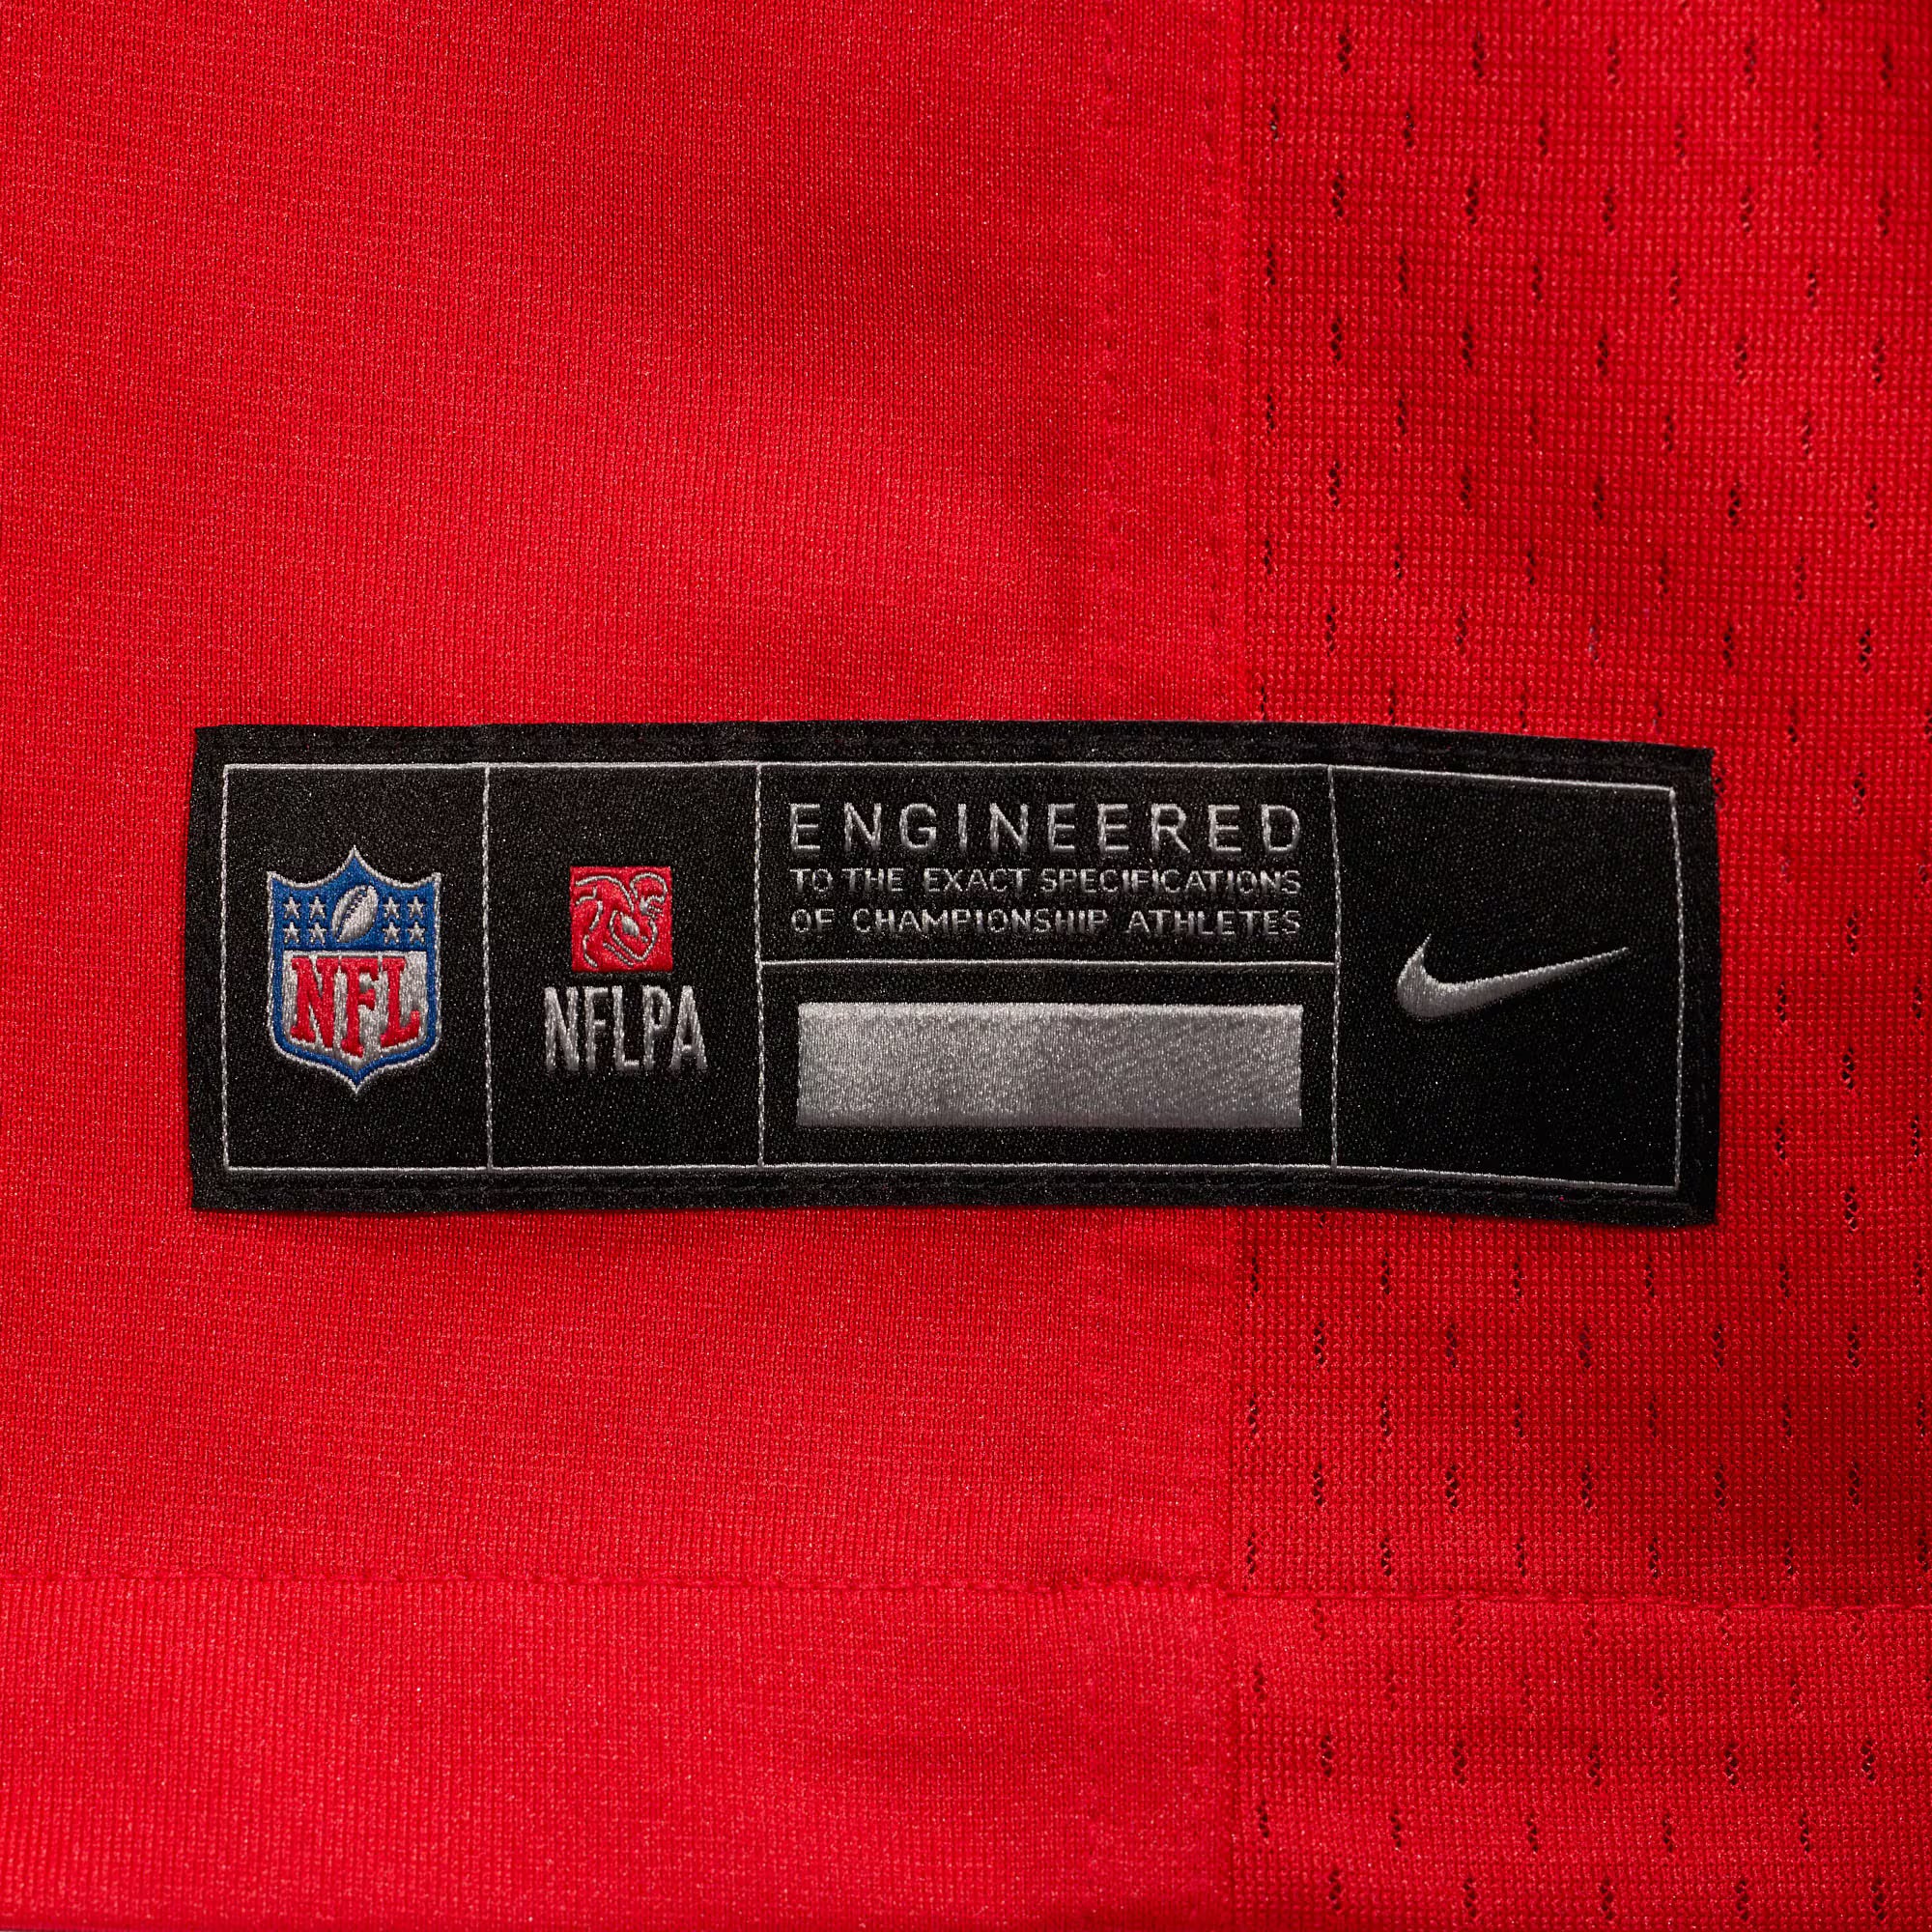 NFL
NFLPA
ENGINEERED
TO THE EXACT SPECIFICATIONS
OF CHAMPIONSHIP ATHLETES